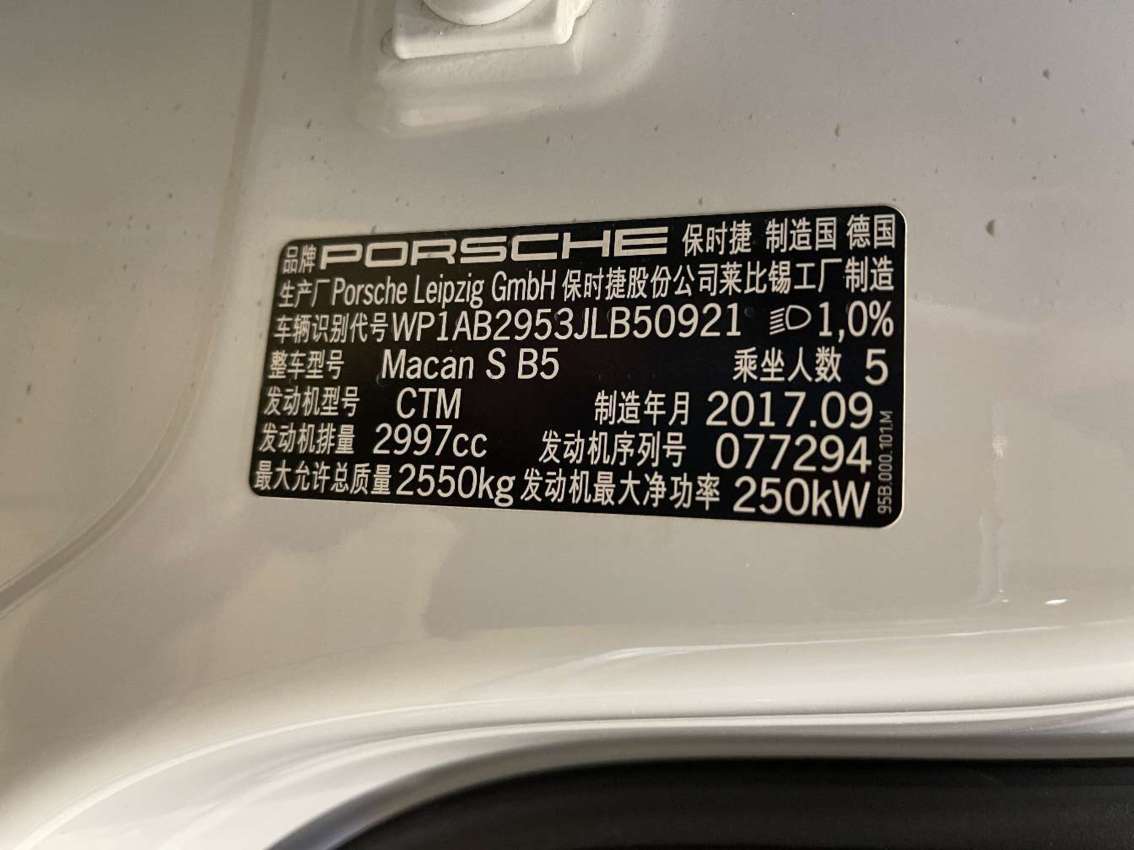 品牌 PORSCHE 保时捷 制造国 德国
生产厂 Porsche Leipzig GmbH 保时捷股份公司莱比锡工厂制造
车辆识别代号 WP1AB2953JLB50921 1,0%
整车型号 Macan S B5 乘坐人数 5
发动机型号 CTM 制造年月 2017.09
发动机排量 2997cc 发动机序列号 077294
最大允许总质量 2550kg 发动机最大净功率 250kW
95B.000.101.M